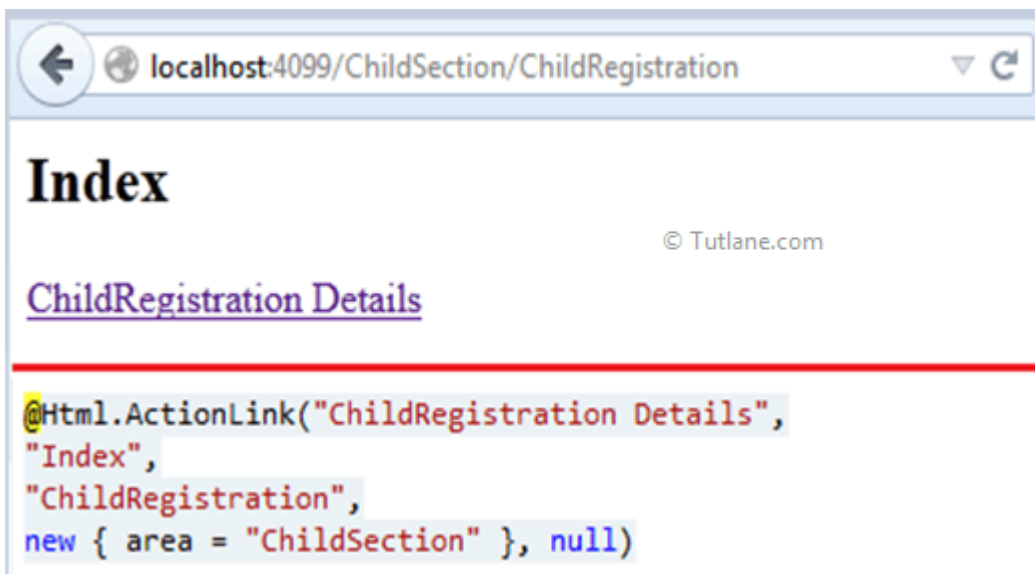 localhost:4099/ChildSection/ChildRegistration
Index
© Tutlane.com
ChildRegistration Details
@Html.ActionLink("ChildRegistration Details",
"Index",
"ChildRegistration",
new { area = "ChildSection" }, null)